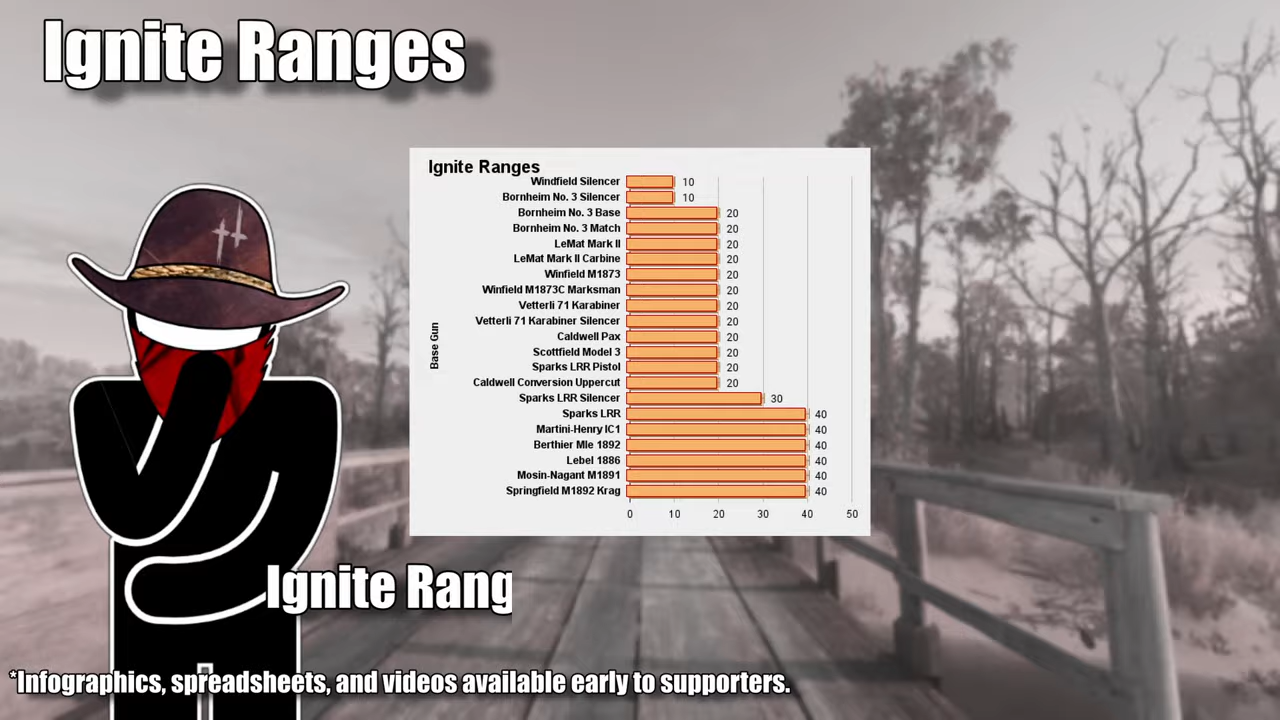 Ignite Ranges
Ignite Ranges
Windfield Silencer 10
Bornheim No. 3 Silencer 10
Bornheim No. 3 Base 20
Bornheim No. 3 Match 20
LeMat Mark II 20
LeMat Mark II Carbine 20
Winfield M1873 20
Winfield M1873C Marksman 20
Vetterli 71 Karabiner 20
Vetterli 71 Karabiner Silencer 20
Caldwell Pax 20
Scottfield Model 3 20
Sparks LRR Pistol 20
Caldwell Conversion Uppercut 20
Sparks LRR Silencer 30
Sparks LRR 40
Martini-Henry IC1 40
Berthier Mle 1892 40
Lebel 1886 40
Mosin-Nagant M1891 40
Springfield M1892 Krag 40
Base Gun
0 10 20 30 40 50
Ignite Rang
*Infographics, spreadsheets, and videos available early to supporters.